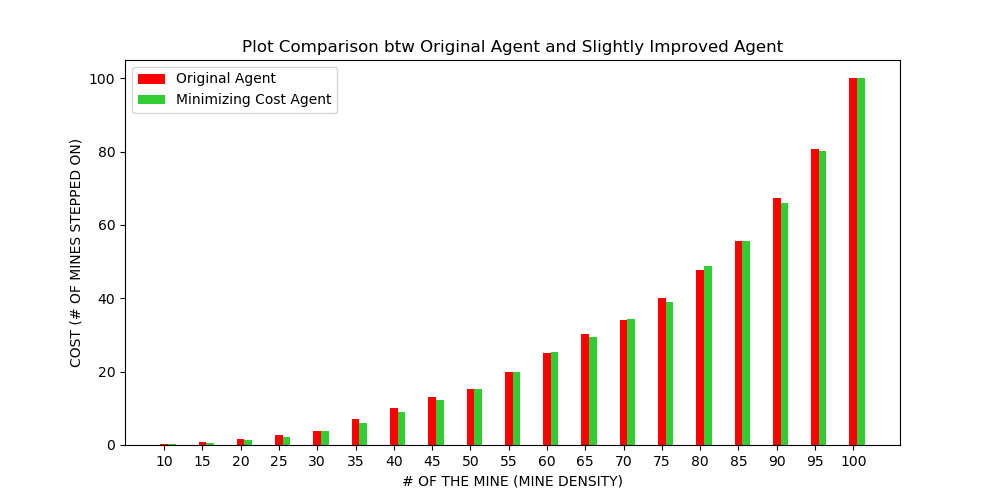 Plot Comparison btw Original Agent and Slightly Improved Agent
Original Agent
Minimizing Cost Agent
COST (# OF MINES STEPPED ON)
100
80
60
40
20
0
10 15 20 25 30 35 40 45 50 55 60 65 70 75 80 85 90 95 100
# OF THE MINE (MINE DENSITY)